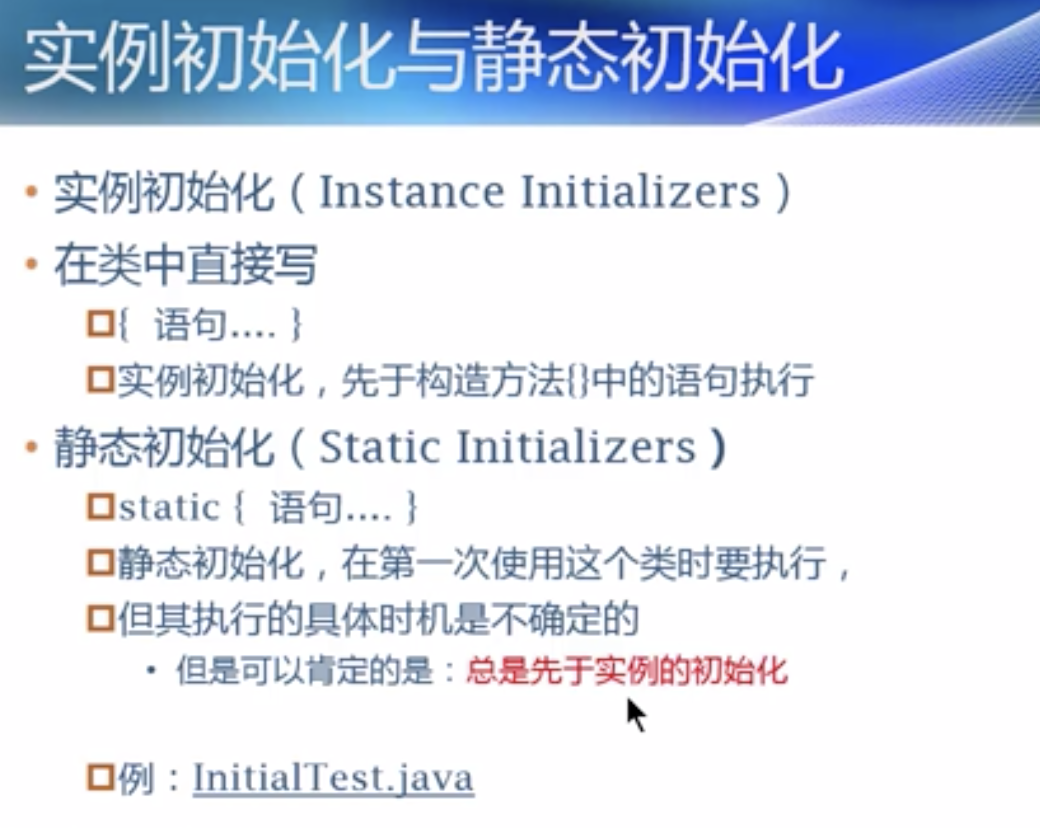 实例初始化与静态初始化
• 实例初始化（Instance Initializers）
• 在类中直接写
{ 语句.... }
实例初始化，先于构造方法{}中的语句执行
• 静态初始化（Static Initializers）
static { 语句.... }
静态初始化，在第一次使用这个类时要执行，
但其执行的具体时机是不确定的
• 但是可以肯定的是：总是先于实例的初始化
例：InitialTest.java